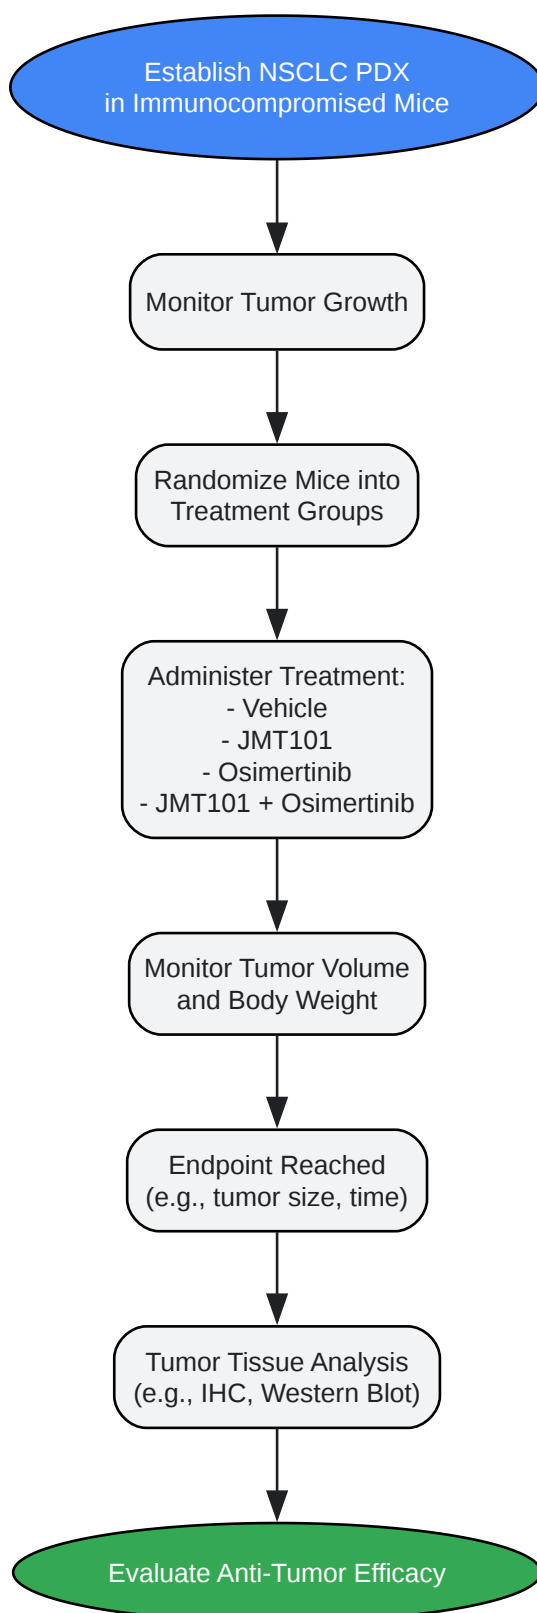 Establish NSCLC PDX
in Immunocompromised Mice
Monitor Tumor Growth
Randomize Mice into
Treatment Groups
Administer Treatment:
- Vehicle
- JMT101
- Osimertinib
- JMT101 + Osimertinib
Monitor Tumor Volume
and Body Weight
Endpoint Reached
(e.g., tumor size, time)
Tumor Tissue Analysis
(e.g., IHC, Western Blot)
Evaluate Anti-Tumor Efficacy